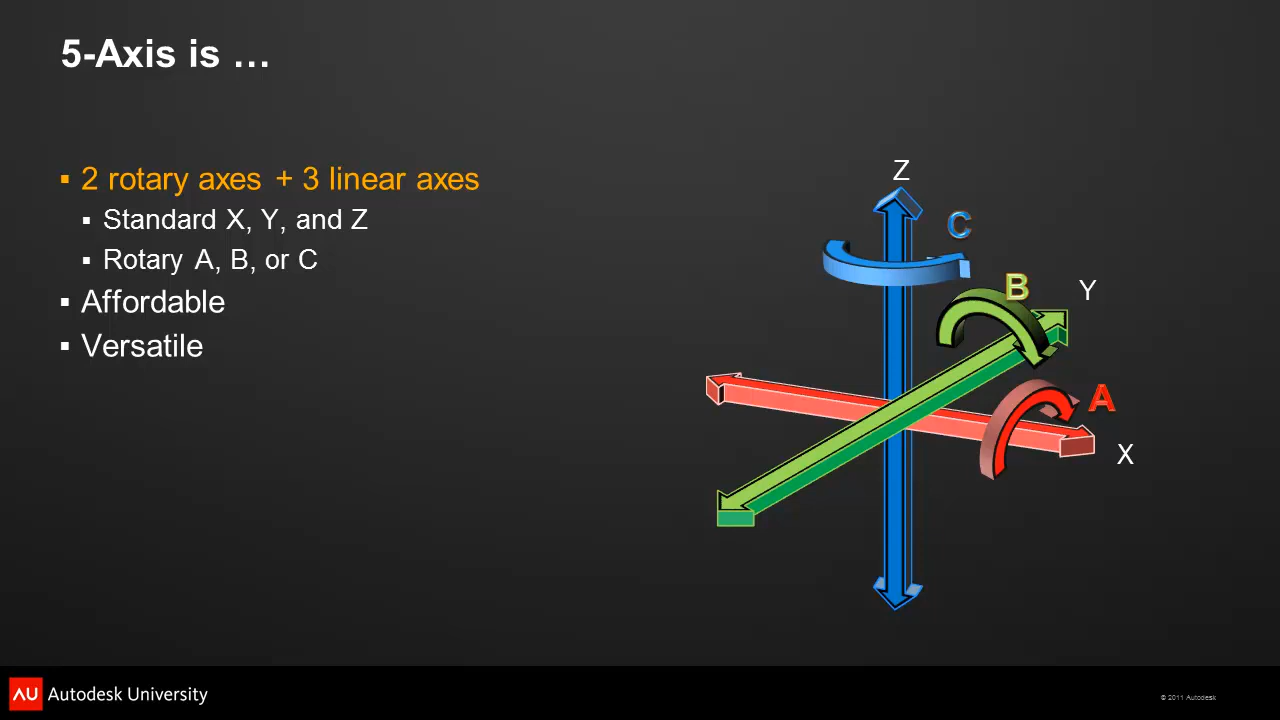 5-Axis is …
▪ 2 rotary axes + 3 linear axes
▪ Standard X, Y, and Z
▪ Rotary A, B, or C
▪ Affordable
▪ Versatile
Z
C
B
Y
A
X
AU Autodesk University
© 2011 Autodesk